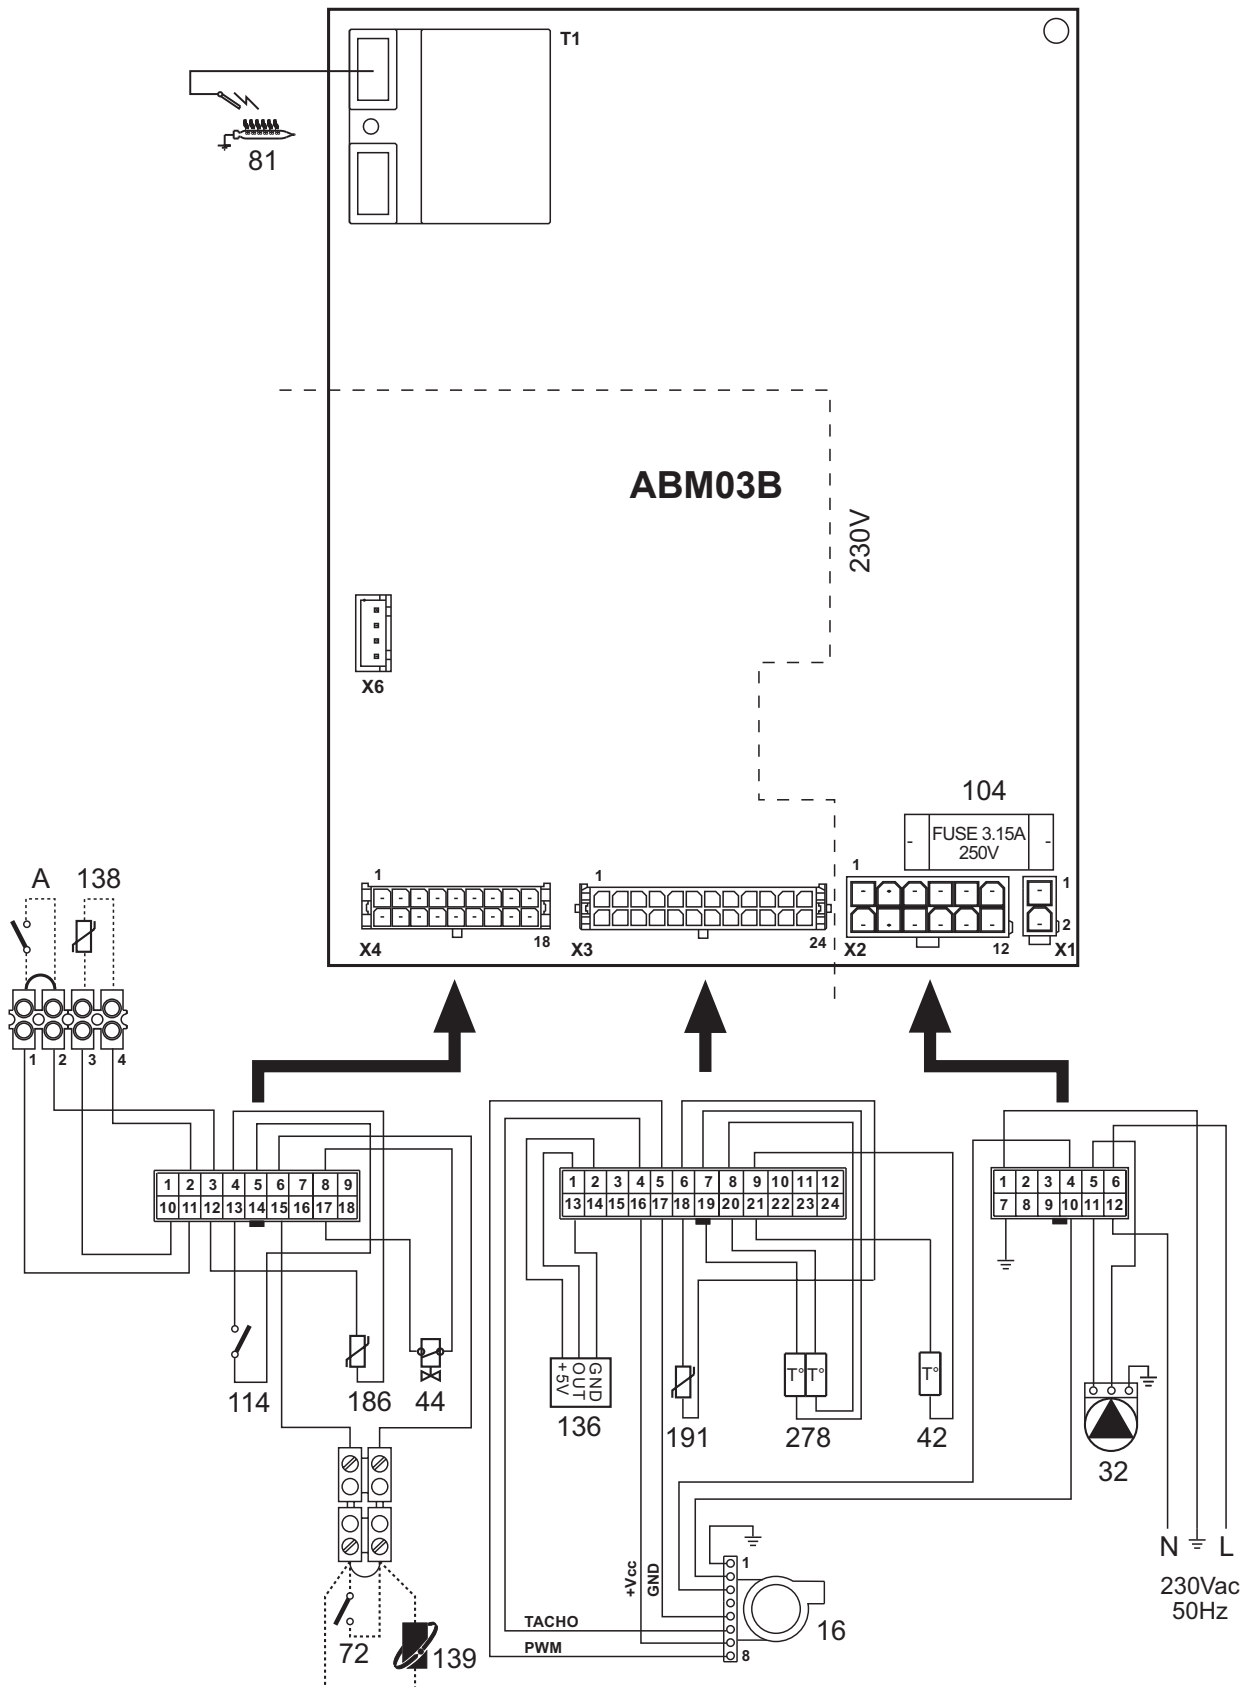 T1
81
ABM03B
230V
X6
104
FUSE 3.15A
250V
A 138
1 1 1 1
2
X4 18 X3 24 X2 12 X1
1 2 3 4
1 2 3 4 5 6 7 8 9
10 11 12 13 14 15 16 17 18
1 2 3 4 5 6 7 8 9 10 11 12
13 14 15 16 17 18 19 20 21 22 23 24
1 2 3 4 5 6
7 8 9 10 11 12
114 186 44
+5V
OUT
GND
136
191
T° T°
278
T°
42
32
N L
230Vac
50Hz
+Vcc
GND
TACHO
PWM
1
8
16
72 139